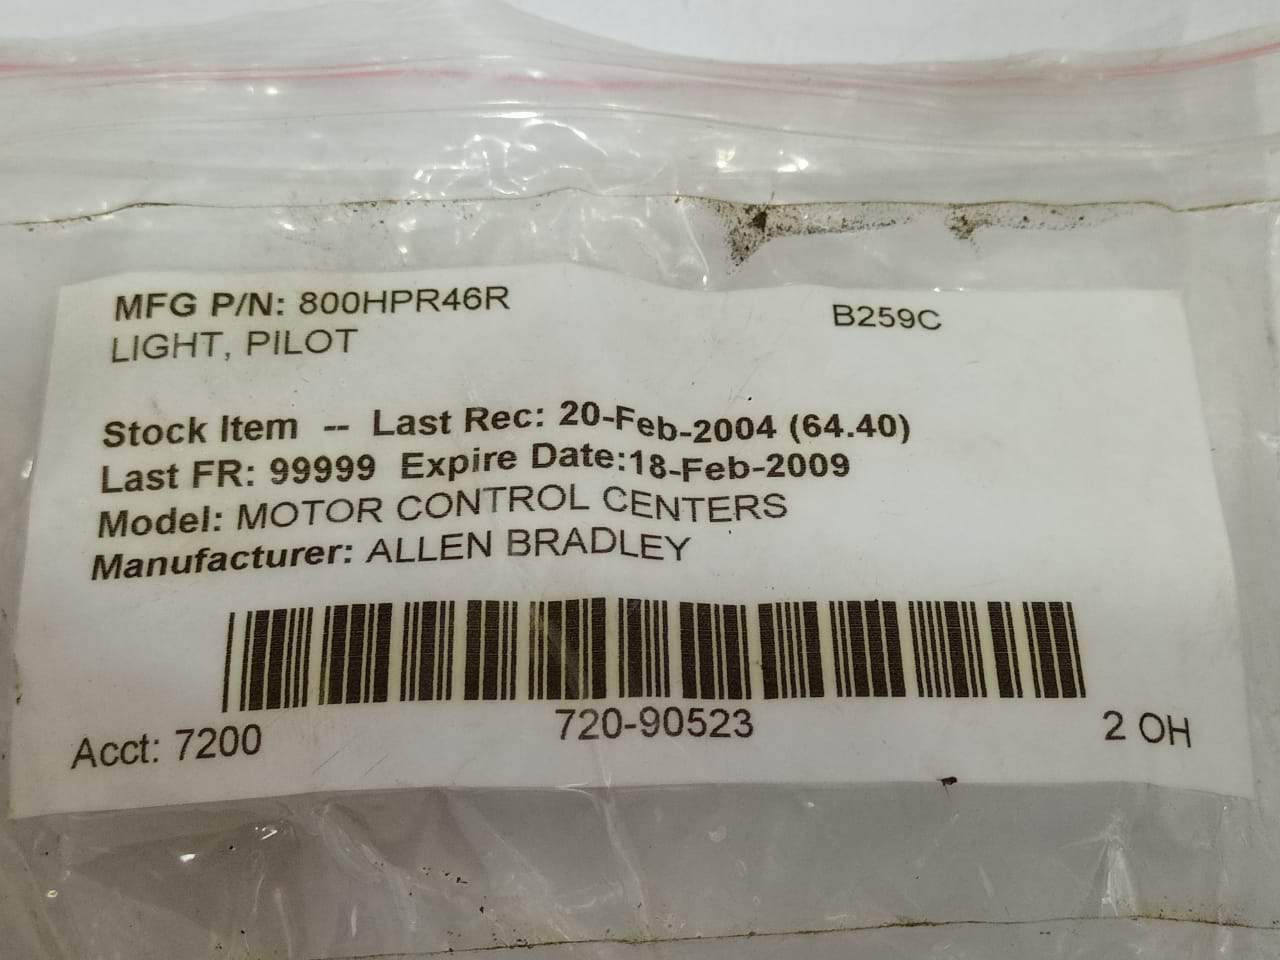 MFG P/N: 800HPR46R B259C
LIGHT, PILOT
Stock Item -- Last Rec: 20-Feb-2004 (64.40)
Last FR: 99999 Expire Date:18-Feb-2009
Model: MOTOR CONTROL CENTERS
Manufacturer: ALLEN BRADLEY
Acct: 7200 720-90523 2 OH